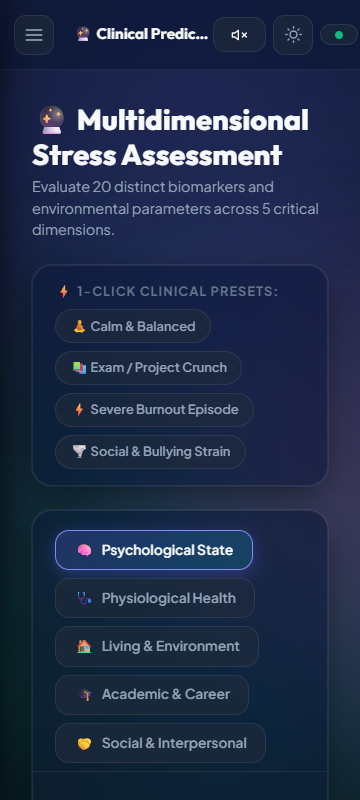 Clinical Predic...
Multidimensional
Stress Assessment
Evaluate 20 distinct biomarkers and
environmental parameters across 5 critical
dimensions.
1-CLICK CLINICAL PRESETS:
Calm & Balanced
Exam / Project Crunch
Severe Burnout Episode
Social & Bullying Strain
Psychological State
Physiological Health
Living & Environment
Academic & Career
Social & Interpersonal